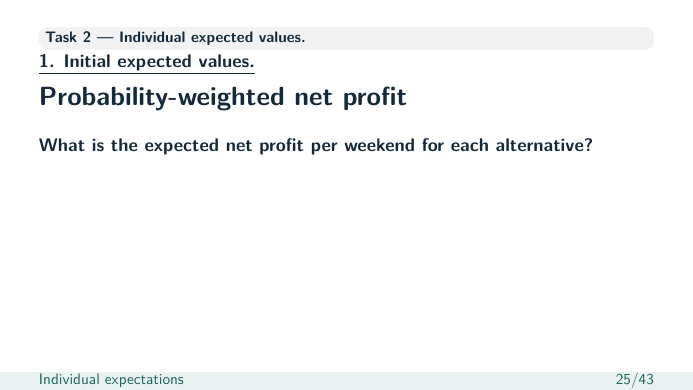 Task 2 — Individual expected values.
1. Initial expected values.
Probability-weighted net profit
What is the expected net profit per weekend for each alternative?
Individual expectations
25/43